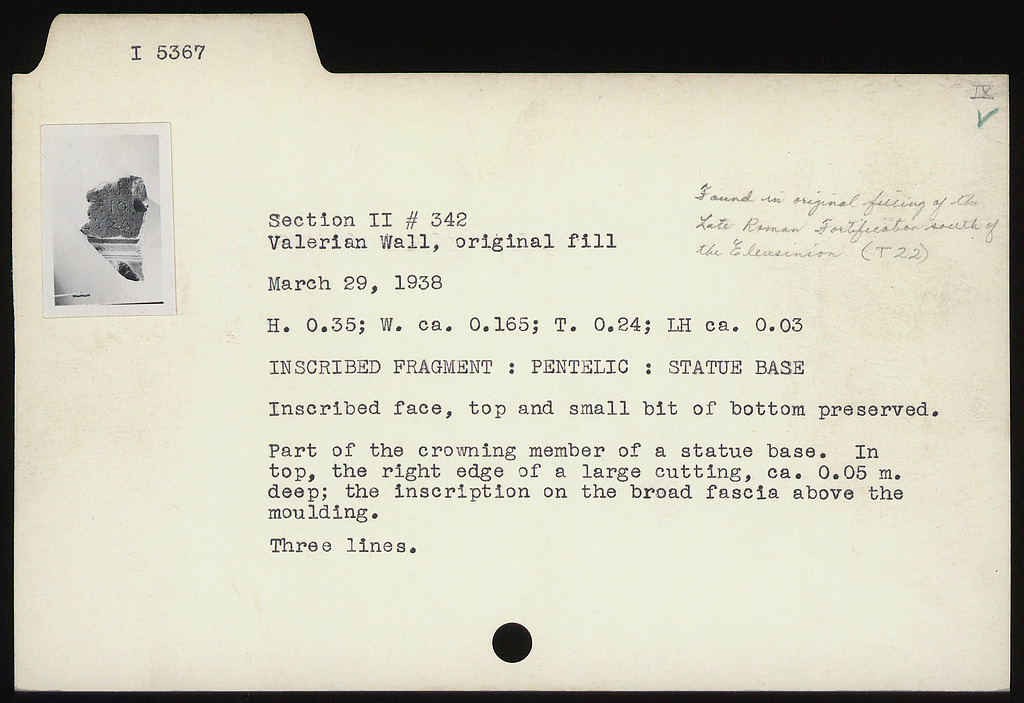 I 5367
IX
Found in original filling of the
Late Roman Fortification south of
the Eleusinion (T 22)
Section II # 342
Valerian Wall, original fill
March 29, 1938
H. 0.35; W. ca. 0.165; T. 0.24; LH ca. 0.03
INSCRIBED FRAGMENT : PENTELIC : STATUE BASE
Inscribed face, top and small bit of bottom preserved.
Part of the crowning member of a statue base. In
top, the right edge of a large cutting, ca. 0.05 m.
deep; the inscription on the broad fascia above the
moulding.
Three lines.